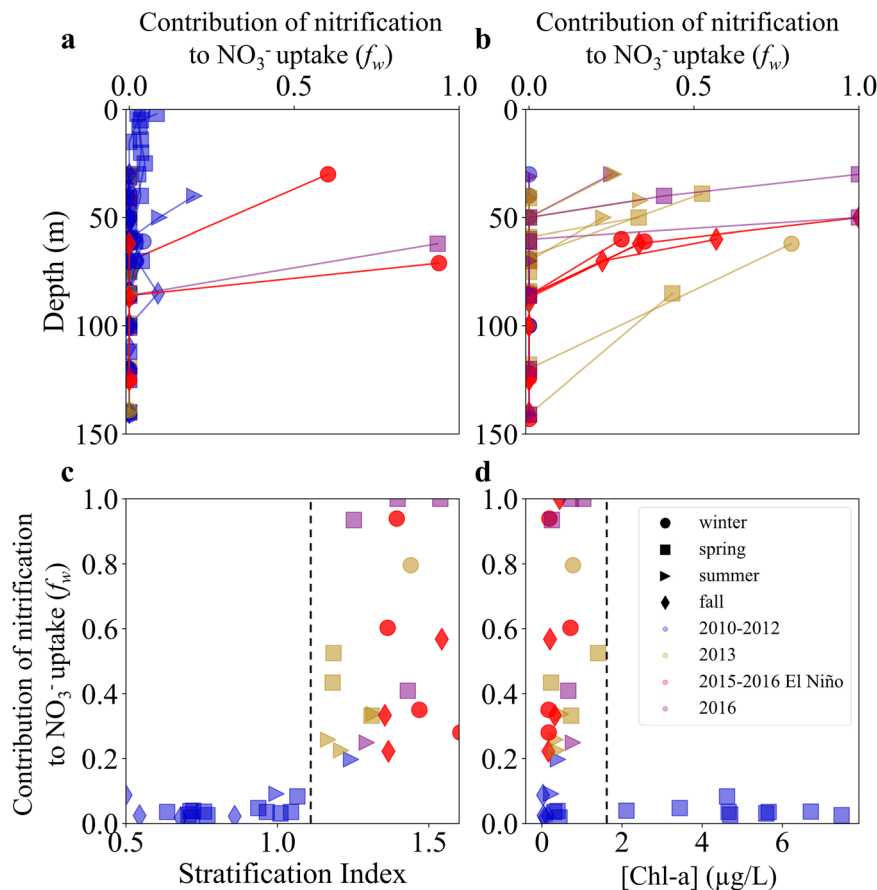 a
Contribution of nitrification
to NO₃⁻ uptake (f_w)
0.0 0.5 1.0
0
50
100
150
Depth (m)
b
Contribution of nitrification
to NO₃⁻ uptake (f_w)
0.0 0.5 1.0
0
50
100
150
c
Contribution of nitrification
to NO₃⁻ uptake (f_w)
1.0
0.8
0.6
0.4
0.2
0.0
0.5 1.0 1.5
Stratification Index
d
1.0
0.8
0.6
0.4
0.2
0.0
winter
spring
summer
fall
2010-2012
2013
2015-2016 El Niño
2016
0 2 4 6
[Chl-a] (µg/L)